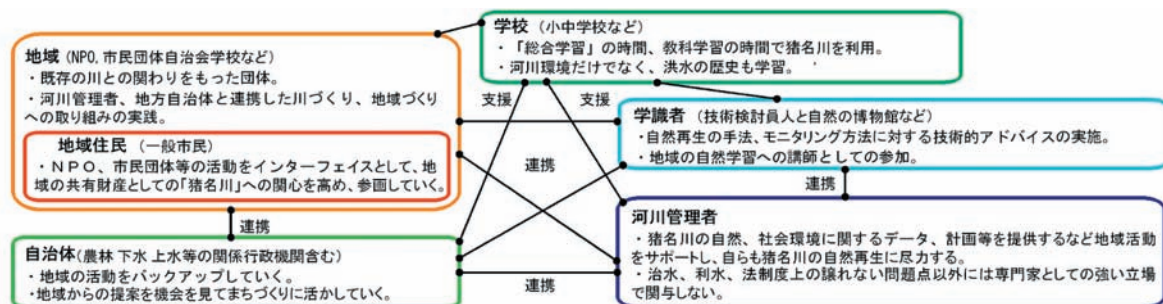 学校 (小中学校など)
・「総合学習」の時間、教科学習の時間で猪名川を利用。
・河川環境だけでなく、洪水の歴史も学習。
地域 (NPO, 市民団体自治会学校など)
・既存の川との関わりをもった団体。
・河川管理者、地方自治体と連携した川づくり、地域づくり
への取り組みの実践。
地域住民 (一般市民)
・ＮＰＯ、市民団体等の活動をインターフェイスとして、地
域の共有財産としての「猪名川」への関心を高め、参画していく。
支援
支援
学識者 (技術検討員人と自然の博物館など)
・自然再生の手法、モニタリング方法に対する技術的アドバイスの実施。
・地域の自然学習への講師としての参加。
連携
連携
連携
河川管理者
・猪名川の自然、社会環境に関するデータ、計画等を提供するなど地域活動
をサポートし、自らも猪名川の自然再生に尽力する。
・治水、利水、法制度上の譲れない問題点以外には専門家としての強い立場
で関与しない。
自治体(農林 下水 上水等の関係行政機関含む)
・地域の活動をバックアップしていく。
・地域からの提案を機会を見てまちづくりに活かしていく。
連携